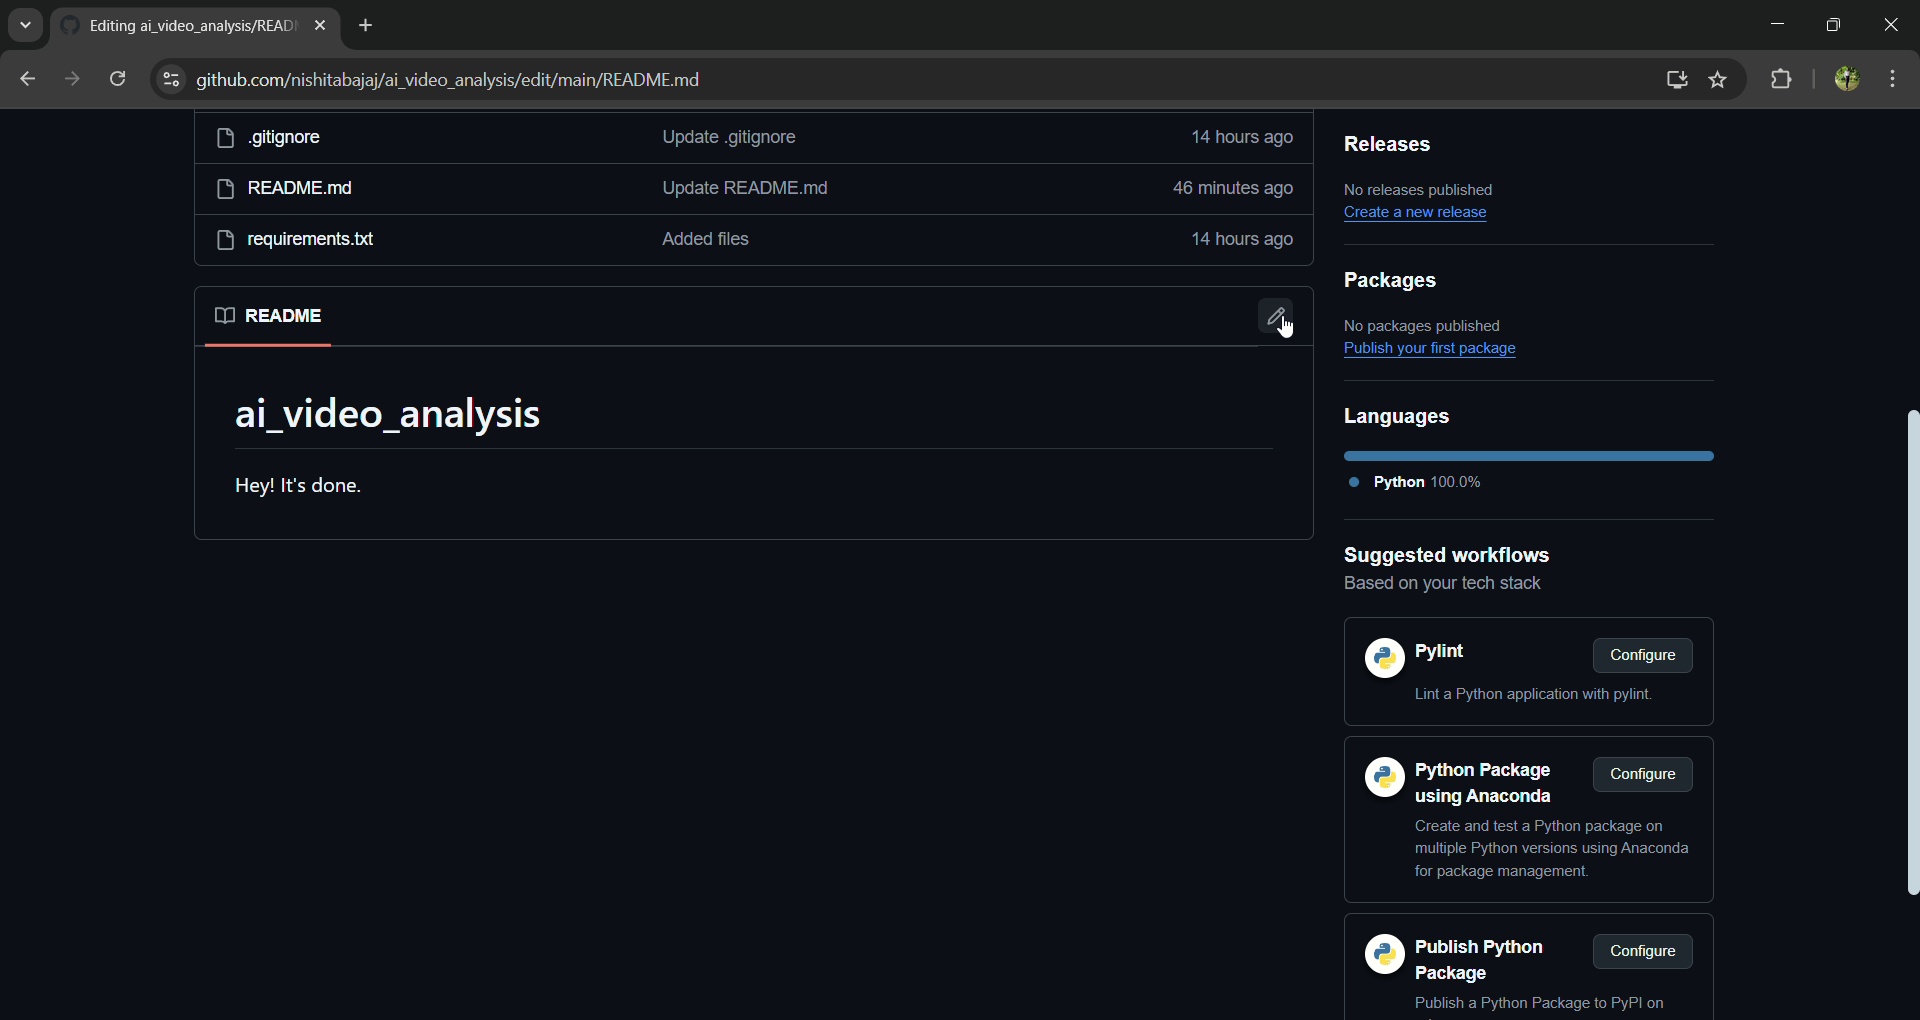 Editing ai_video_analysis/READ
github.com/nishitabajaj/ai_video_analysis/edit/main/README.md
.gitignore Update .gitignore 14 hours ago
README.md Update README.md 46 minutes ago
requirements.txt Added files 14 hours ago
README
ai_video_analysis
Hey! It's done.
Releases
No releases published
Create a new release
Packages
No packages published
Publish your first package
Languages
Python 100.0%
Suggested workflows
Based on your tech stack
Pylint Configure
Lint a Python application with pylint.
Python Package Configure
using Anaconda
Create and test a Python package on
multiple Python versions using Anaconda
for package management.
Publish Python Configure
Package
Publish a Python Package to PyPI on